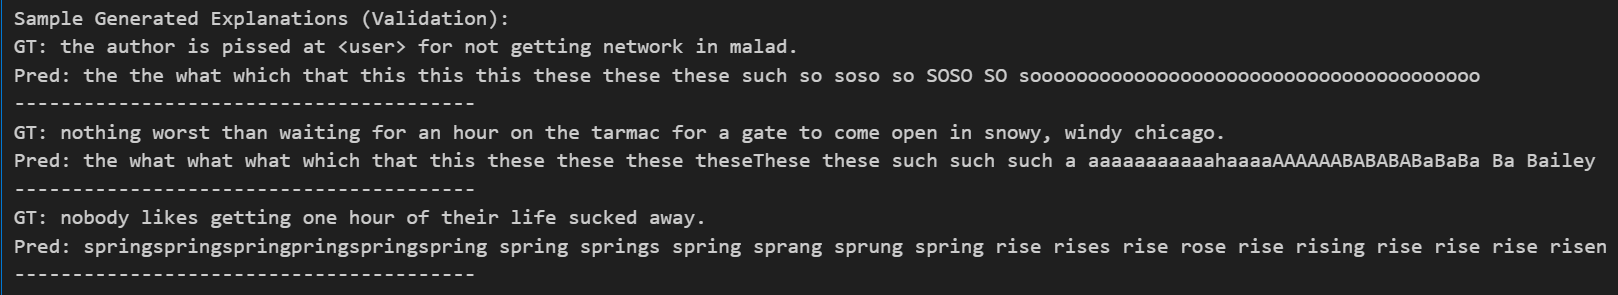 Sample Generated Explanations (Validation):
GT: the author is pissed at <user> for not getting network in malad.
Pred: the the what which that this this this these these these such so soso so SOSO SO sooooooooooooooooooooooooooooooooooooooo
----------------------------------------
GT: nothing worst than waiting for an hour on the tarmac for a gate to come open in snowy, windy chicago.
Pred: the what what what which that this these these these theseThese these such such such a aaaaaaaaaaahaaaaAAAAAABABABABaBaBa Ba Bailey
----------------------------------------
GT: nobody likes getting one hour of their life sucked away.
Pred: springspringspringpringspringspring spring springs spring sprang sprung spring rise rises rise rose rise rising rise rise rise risen
----------------------------------------